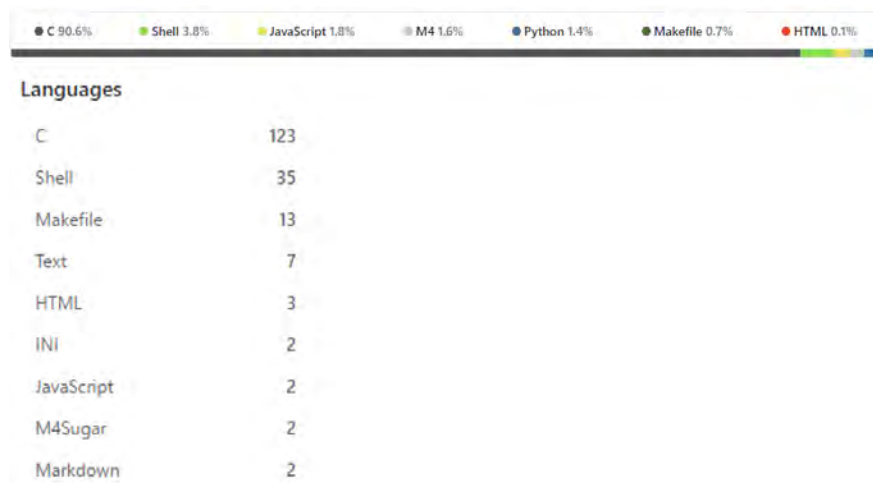 C 90.6% Shell 3.8% JavaScript 1.8% M4 1.6% Python 1.4% Makefile 0.7% HTML 0.1%
Languages
C 123
Shell 35
Makefile 13
Text 7
HTML 3
INI 2
JavaScript 2
M4Sugar 2
Markdown 2